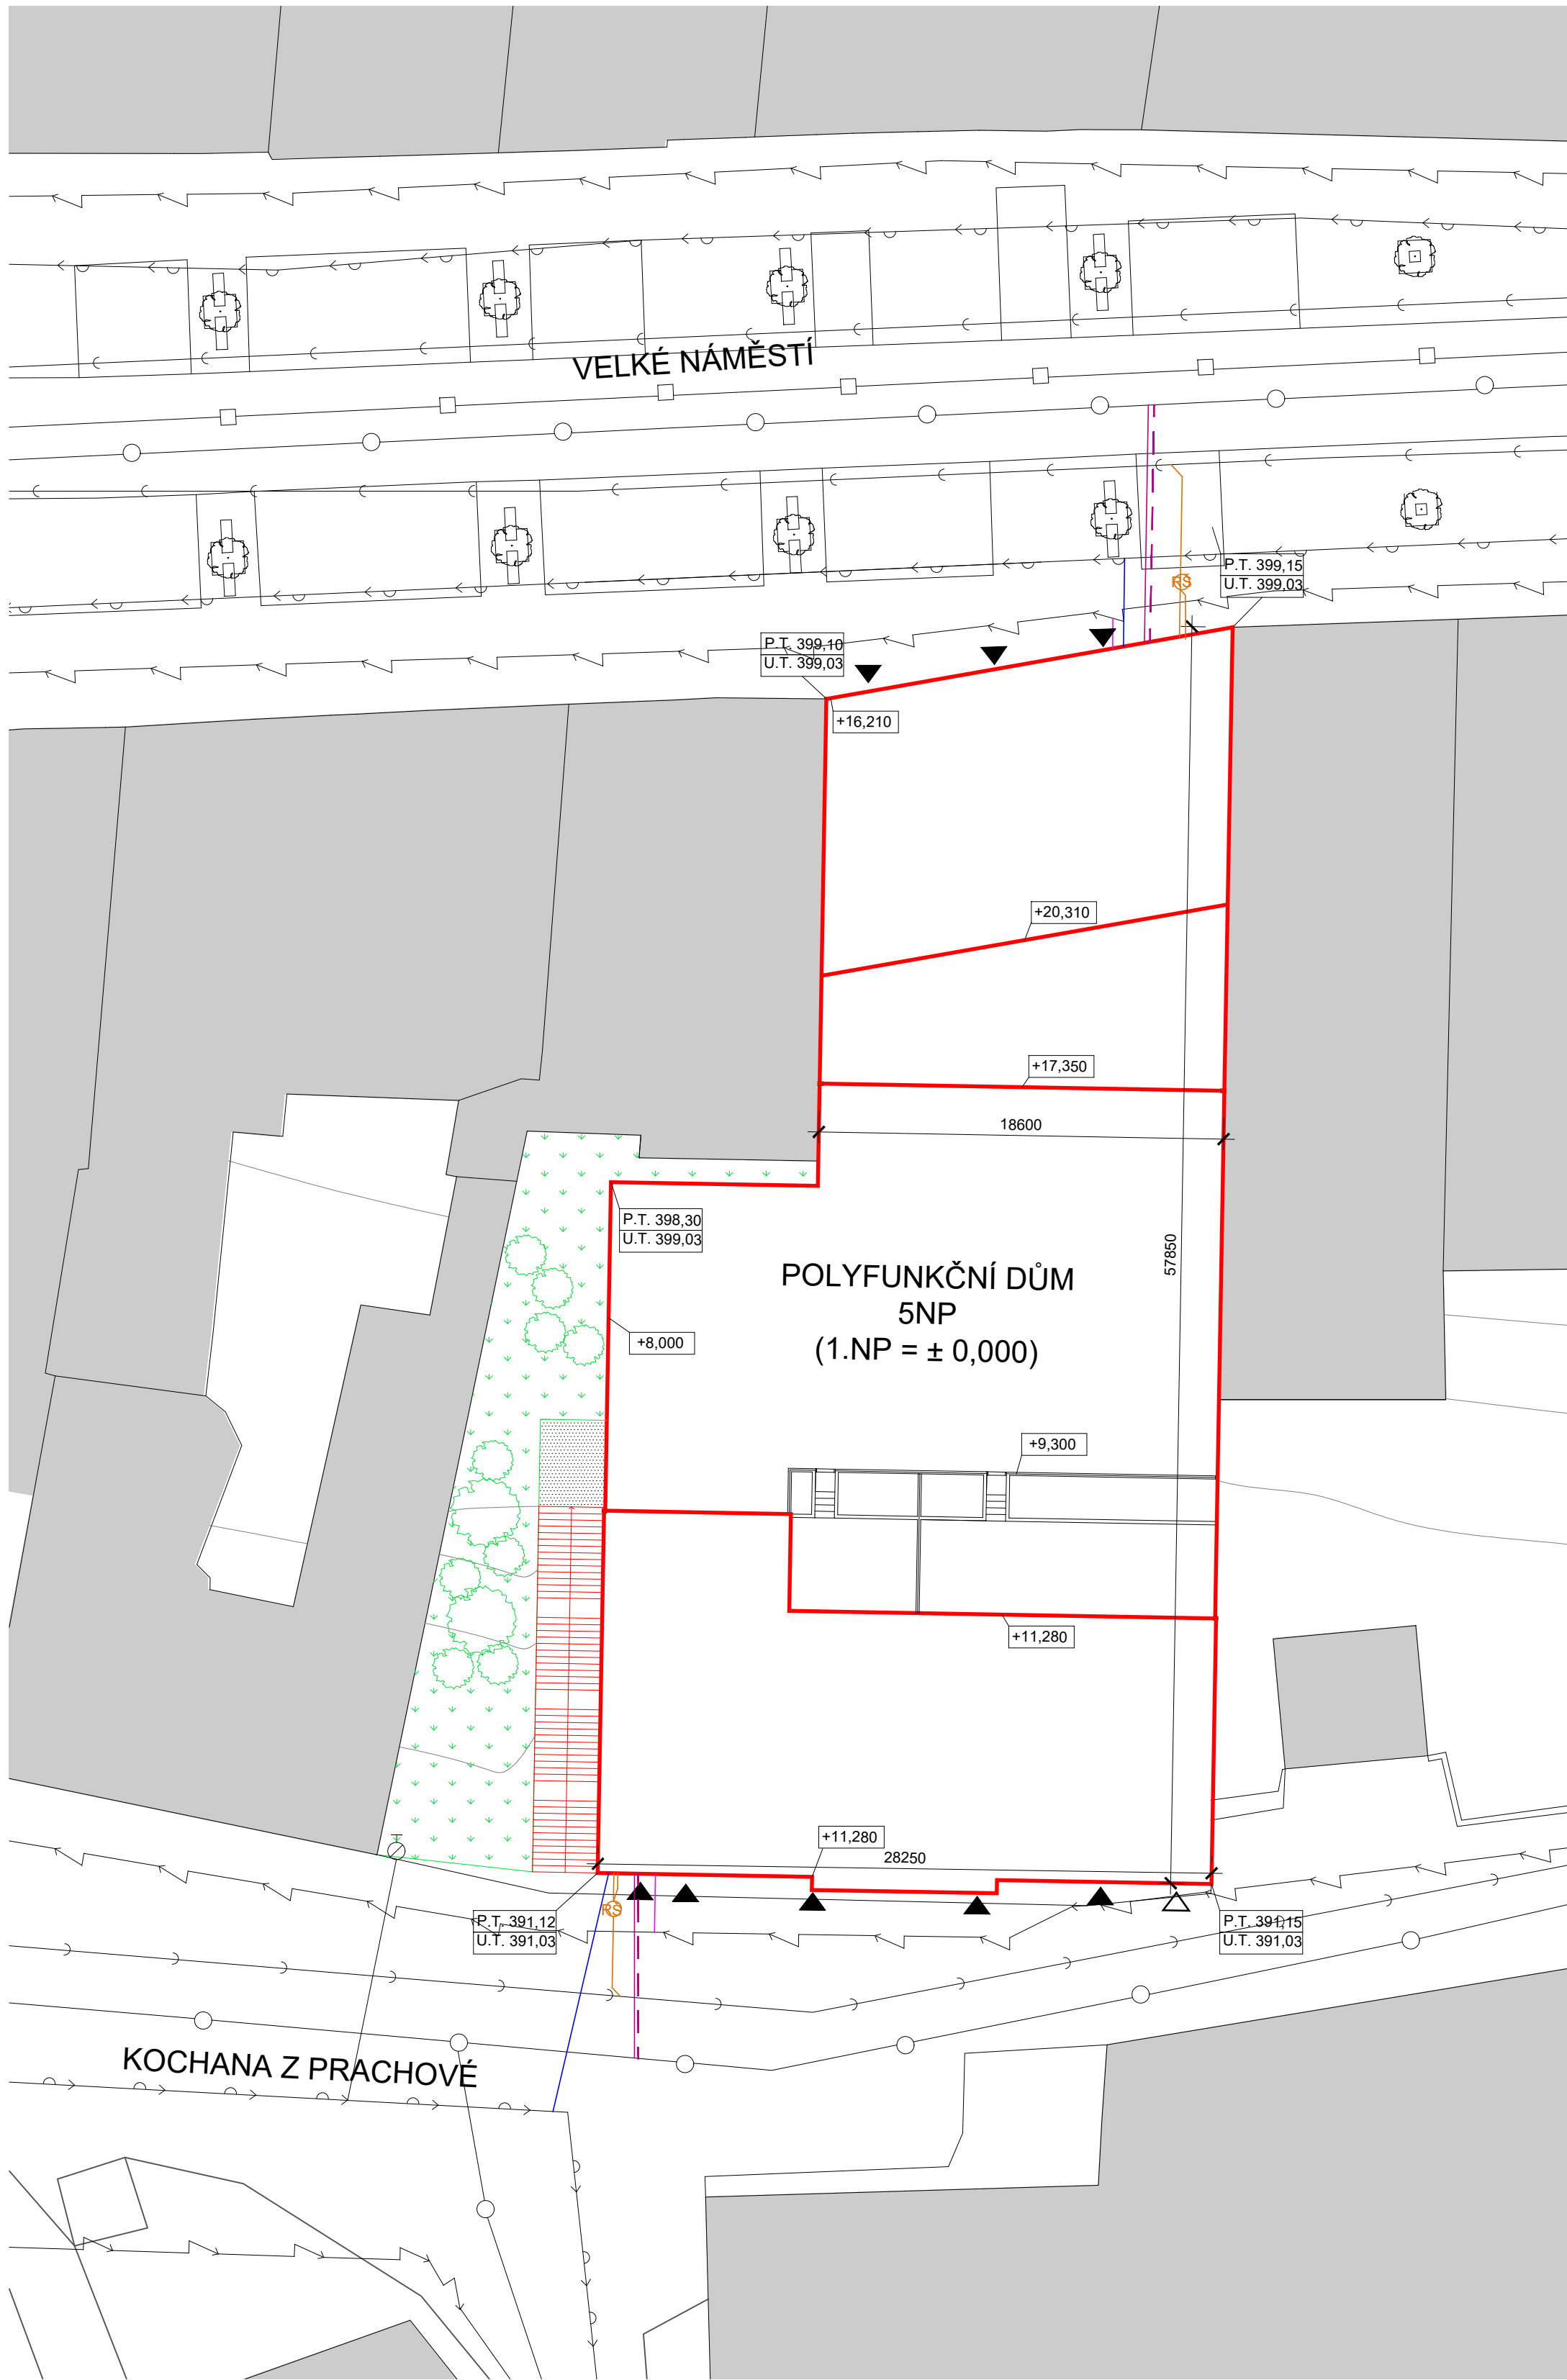 VELKÉ NÁMĚSTÍ
P.T. 399,15
U.T. 399,03
RŠ
P.T. 399,10
U.T. 399,03
+16,210
+20,310
+17,350
18600
P.T. 398,30
U.T. 399,03
57850
POLYFUNKČNÍ DŮM
5NP
(1.NP = ± 0,000)
+8,000
+9,300
+11,280
+11,280
28250
RŠ
P.T. 391,12
U.T. 391,03
P.T. 391,15
U.T. 391,03
KOCHANA Z PRACHOVÉ